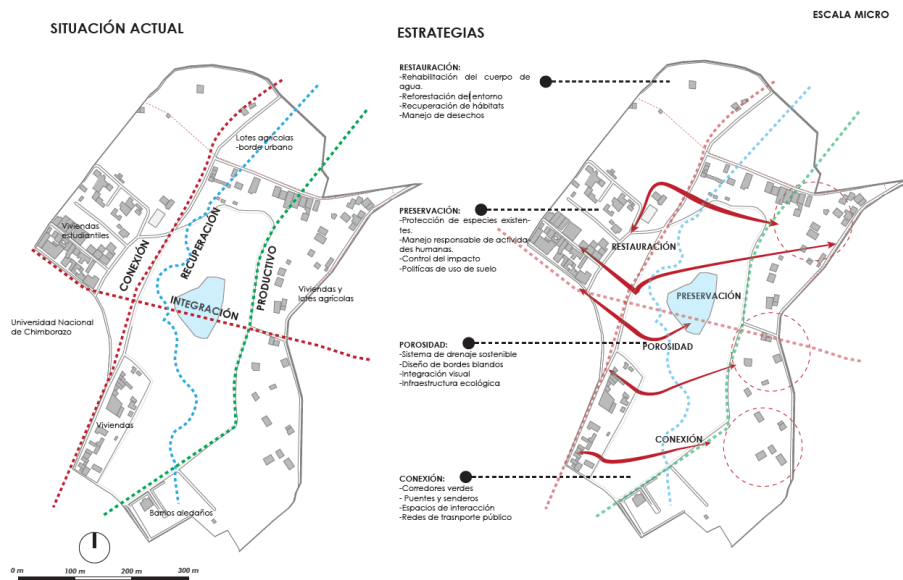 ESCALA MICRO
SITUACIÓN ACTUAL
Lotes agrícolas
-borde urbano
Viviendas
estudiantiles
CONEXIÓN
RECUPERACIÓN
PRODUCTIVO
INTEGRACIÓN
Viviendas y
lotes agrícolas
Universidad Nacional
de Chimborazo
Viviendas
Barrios aledaños
0 m
100 m
200 m
300 m
ESTRATEGIAS
RESTAURACIÓN:
-Rehabilitación del cuerpo de
agua.
-Reforestación del entorno
-Recuperación de hábitats
-Manejo de desechos
PRESERVACIÓN:
-Protección de especies existen-
tes.
-Manejo responsable de activida-
des humanas.
-Control del impacto
-Políticas de uso de suelo
POROSIDAD:
-Sistema de drenaje sostenible
-Diseño de bordes blandos
-Integración visual
-Infraestructura ecológica
CONEXIÓN:
-Corredores verdes
- Puentes y senderos
-Espacios de interacción
-Redes de trasnporte público
RESTAURACIÓN
PRESERVACIÓN
POROSIDAD
CONEXIÓN